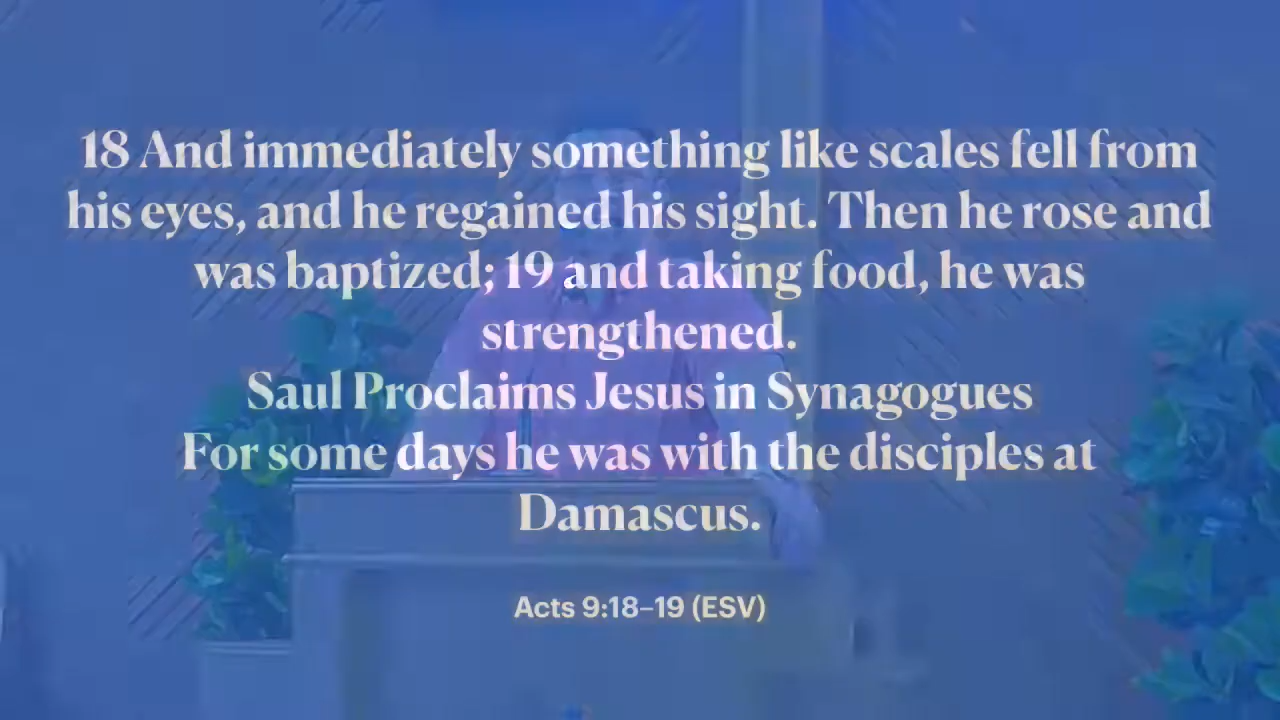 18 And immediately something like scales fell from
his eyes, and he regained his sight. Then he rose and
was baptized; 19 and taking food, he was
strengthened.
Saul Proclaims Jesus in Synagogues
For some days he was with the disciples at
Damascus.
Acts 9:18–19 (ESV)